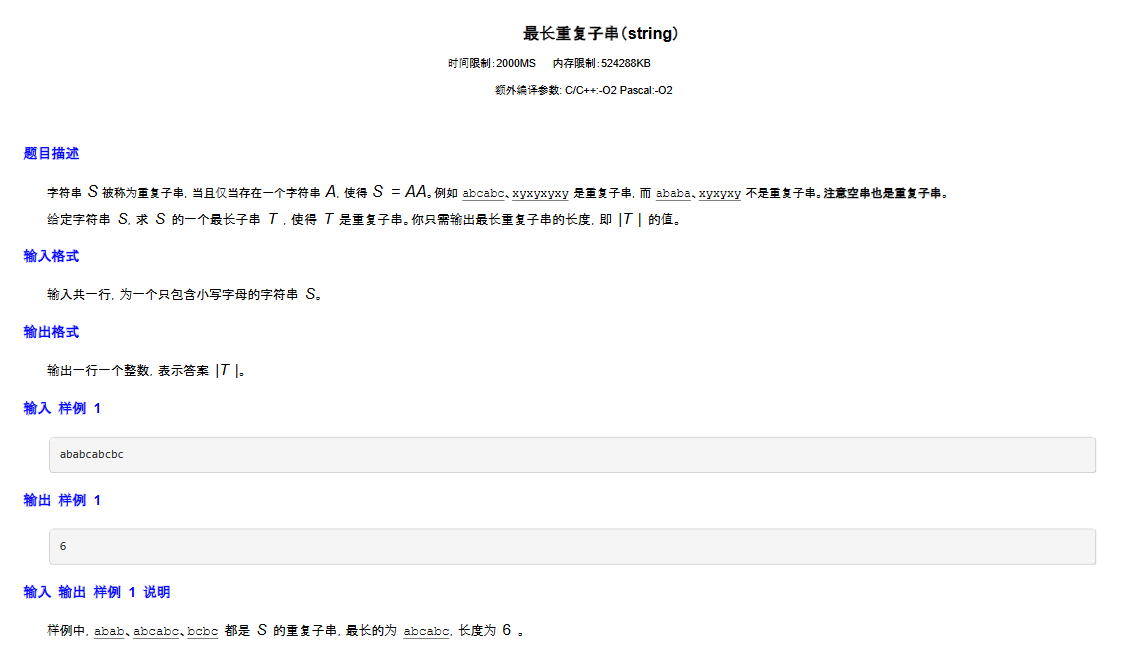 最长重复子串(string)
时间限制:2000MS 内存限制:524288KB
额外编译参数: C/C++:-O2 Pascal:-O2
题目描述
字符串 S 被称为重复子串, 当且仅当存在一个字符串 A, 使得 S = AA。例如 abcabc、xyxyxyxy 是重复子串, 而 ababa、xyxyxy 不是重复子串。注意空串也是重复子串。
给定字符串 S, 求 S 的一个最长子串 T , 使得 T 是重复子串。你只需输出最长重复子串的长度, 即 |T | 的值。
输入格式
输入共一行, 为一个只包含小写字母的字符串 S。
输出格式
输出一行一个整数, 表示答案 |T |。
输入 样例 1
ababcabcbc
输出 样例 1
6
输入 输出 样例 1 说明
样例中, abab、abcabc、bcbc 都是 S 的重复子串, 最长的为 abcabc, 长度为 6 。